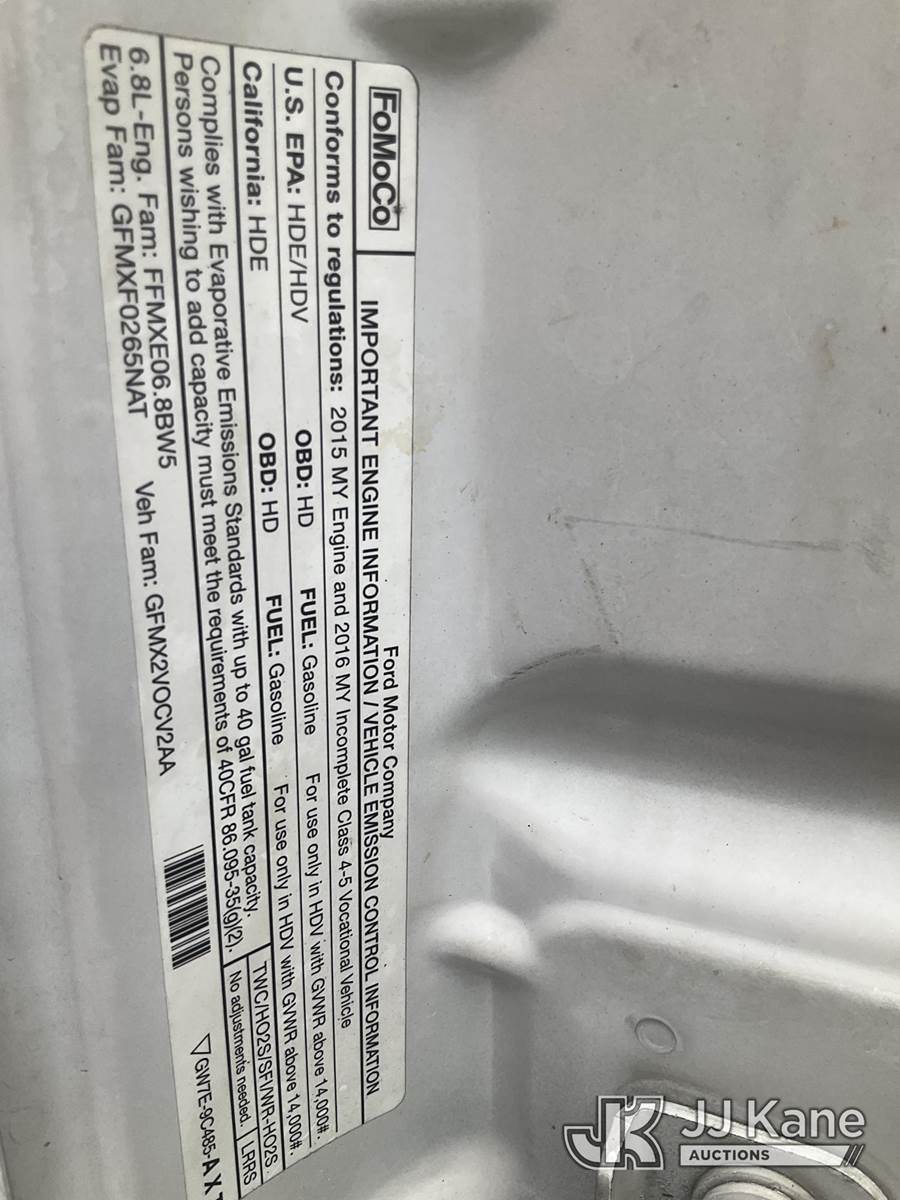 FoMoCo
Ford Motor Company
IMPORTANT ENGINE INFORMATION / VEHICLE EMISSION CONTROL INFORMATION
Conforms to regulations: 2015 MY Engine and 2016 MY Incomplete Class 4-5 Vocational Vehicle
U.S. EPA: HDE/HDV OBD: HD FUEL: Gasoline For use only in HDV with GVWR above 14,000#.
California: HDE OBD: HD FUEL: Gasoline For use only in HDV with GVWR above 14,000#.
Complies with Evaporative Emissions Standards with up to 40 gal fuel tank capacity.
Persons wishing to add capacity must meet the requirements of 40CFR 86.095-35(g)(2).
TWC/HO2S/SFI/WR-HO2S
No adjustments needed. LRRS
6.8L-Eng. Fam: FFMXE06.8BW5
Evap Fam: GFMXF0265NAT Veh Fam: GFMX2VOCV2AA
GW7E-9C485-A X
JK JJ Kane
AUCTIONS